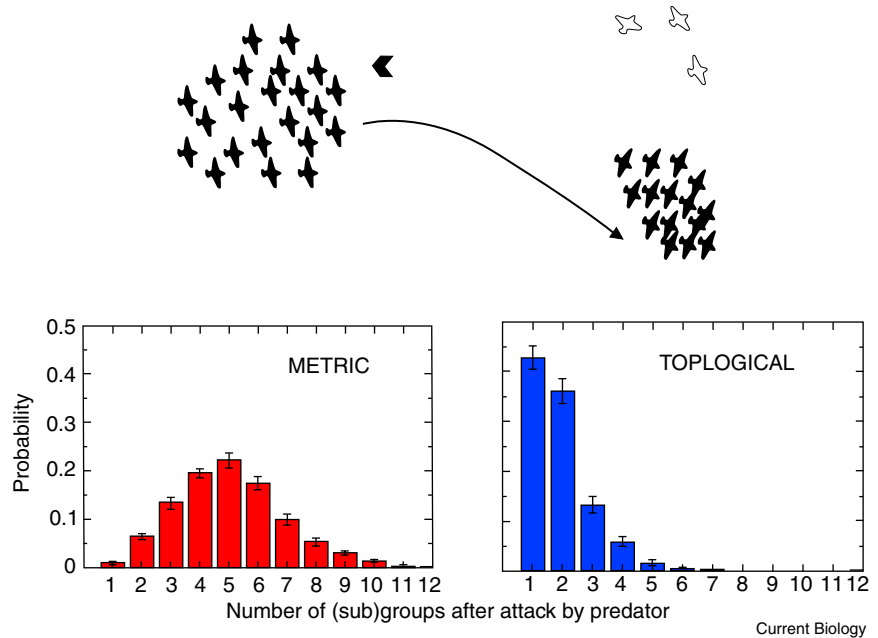 0.5
0.4
0.3
0.2
0.1
0
Probability
METRIC
TOPLOGICAL
1 2 3 4 5 6 7 8 9 10 11 12
1 2 3 4 5 6 7 8 9 10 11 12
Number of (sub)groups after attack by predator
Current Biology